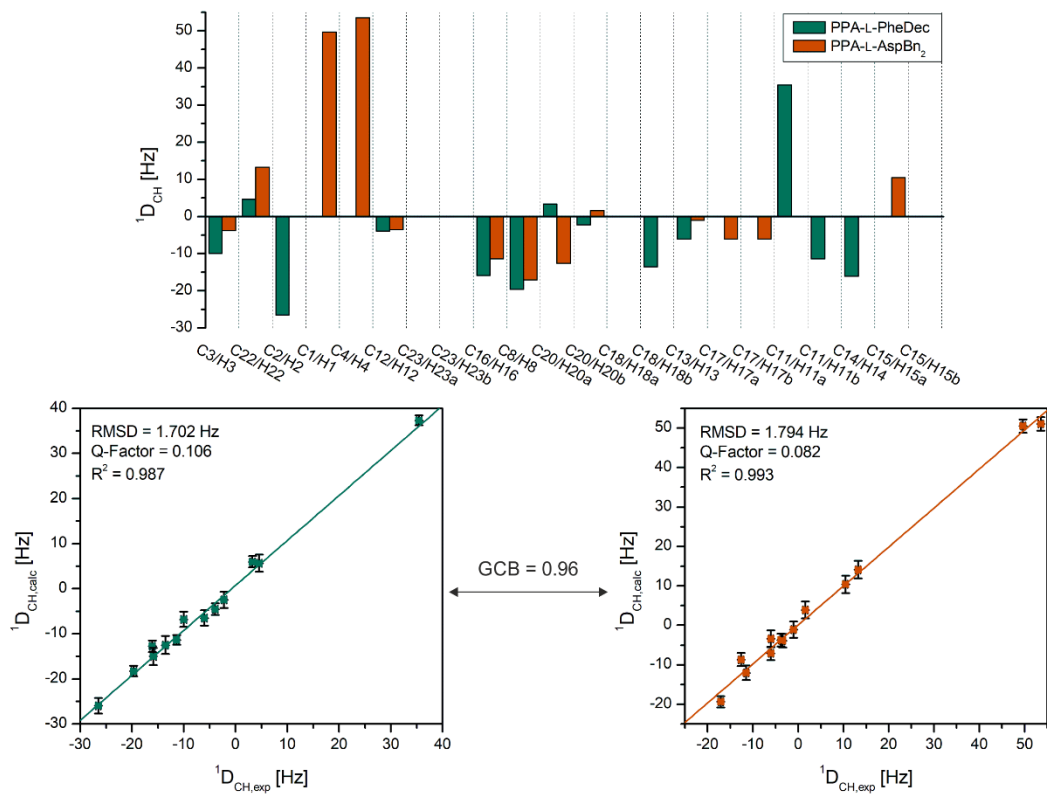 50
40
30
20
10
0
-10
-20
-30
¹D_CH [Hz]
PPA-L-PheDec
PPA-L-AspBn₂
C3/H3
C22/H22
C2/H2
C1/H1
C4/H4
C12/H12
C23/H23a
C23/H23b
C16/H16
C8/H8
C20/H20a
C20/H20b
C18/H18a
C18/H18b
C13/H13
C17/H17a
C17/H17b
C11/H11a
C11/H11b
C14/H14
C15/H15a
C15/H15b
RMSD = 1.702 Hz
Q-Factor = 0.106
R² = 0.987
40
30
20
10
0
-10
-20
-30
¹D_CH,calc [Hz]
-30 -20 -10 0 10 20 30 40
¹D_CH,exp [Hz]
GCB = 0.96
RMSD = 1.794 Hz
Q-Factor = 0.082
R² = 0.993
50
40
30
20
10
0
-10
-20
¹D_CH,calc [Hz]
-20 -10 0 10 20 30 40 50
¹D_CH,exp [Hz]